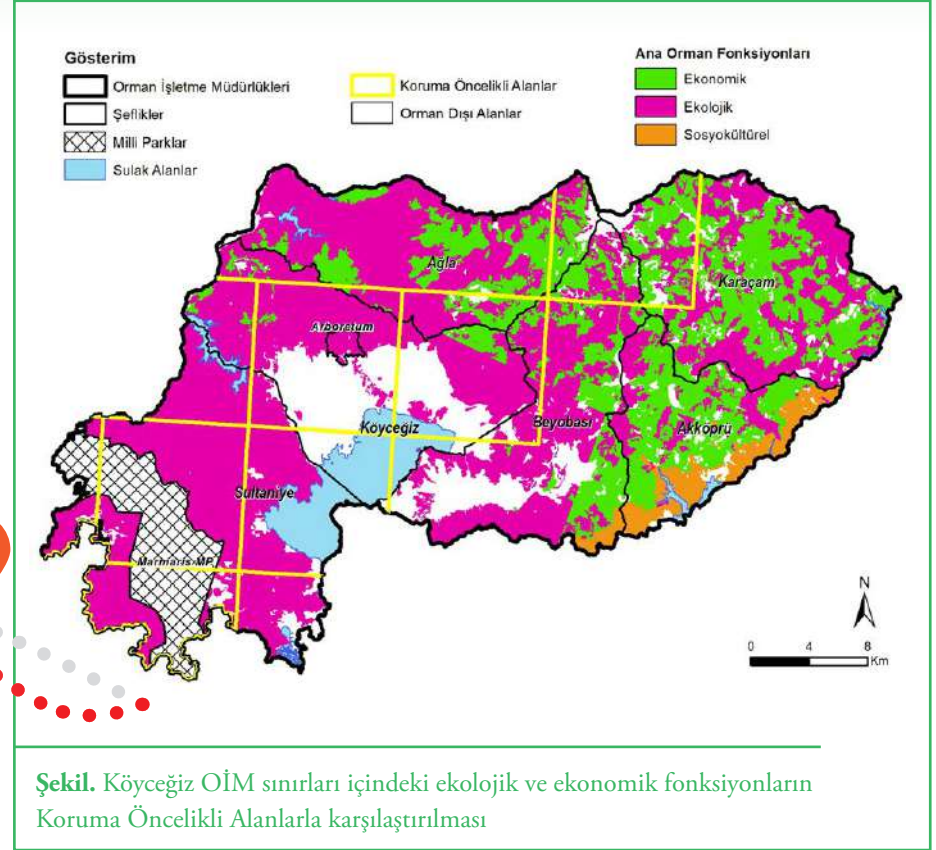 Gösterim
Orman İşletme Müdürlükleri
Şeflikler
Milli Parklar
Sulak Alanlar
Koruma Öncelikli Alanlar
Orman Dışı Alanlar
Ana Orman Fonksiyonları
Ekonomik
Ekolojik
Sosyokültürel
Ağla
Karaçam
Arboretum
Köyceğiz
Beyobası
Akköprü
Sultaniye
Marmaris MP
N
0 4 8
Km
Şekil. Köyceğiz OİM sınırları içindeki ekolojik ve ekonomik fonksiyonların
Koruma Öncelikli Alanlarla karşılaştırılması